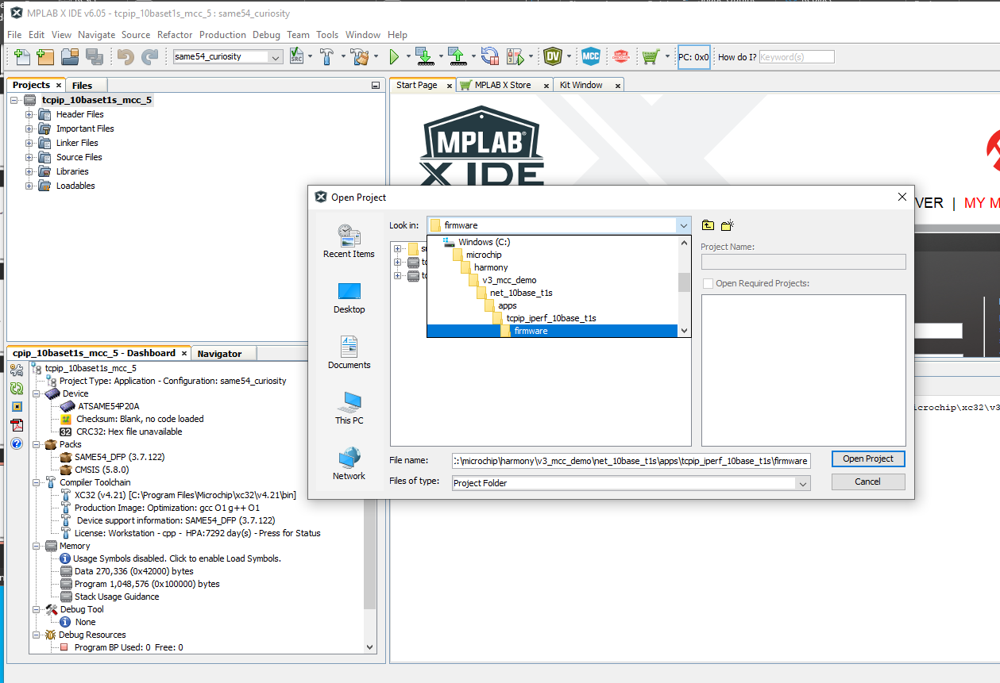 MPLAB X IDE v6.05 - tcpip_10baset1s_mcc_5 : same54_curiosity
File Edit View Navigate Source Refactor Production Debug Team Tools Window Help
same54_curiosity
SRC
DV
MCC
MPLAB DISCOVER
PC: 0x0
How do I?
Keyword(s)
Projects
Files
tcpip_10baset1s_mcc_5
Header Files
Important Files
Linker Files
Source Files
Libraries
Loadables
Start Page
MPLAB X Store
Kit Window
MPLAB®
X IDE
VER | MY M
Open Project
Look in:
firmware
Windows (C:)
microchip
harmony
v3_mcc_demo
net_10base_t1s
apps
tcpip_iperf_10base_t1s
firmware
Recent Items
Desktop
Documents
This PC
Network
Project Name:
Open Required Projects:
File name:
C:\microchip\harmony\v3_mcc_demo\net_10base_t1s\apps\tcpip_iperf_10base_t1s\firmware
Files of type:
Project Folder
Open Project
Cancel
icrochip\xc32\v3
cpip_10baset1s_mcc_5 - Dashboard
Navigator
tcpip_10baset1s_mcc_5
Project Type: Application - Configuration: same54_curiosity
Device
ATSAME54P20A
Checksum: Blank, no code loaded
32 CRC32: Hex file unavailable
Packs
SAME54_DFP (3.7.122)
CMSIS (5.8.0)
Compiler Toolchain
XC32 (v4.21) [C:\Program Files\Microchip\xc32\v4.21\bin]
Production Image: Optimization: gcc O1 g++ O1
Device support information: SAME54_DFP (3.7.122)
License: Workstation - cpp - HPA:7292 day(s) - Press for Status
Memory
Usage Symbols disabled. Click to enable Load Symbols.
Data 270,336 (0x42000) bytes
Program 1,048,576 (0x100000) bytes
Stack Usage Guidance
Debug Tool
None
Debug Resources
Program BP Used: 0 Free: 0